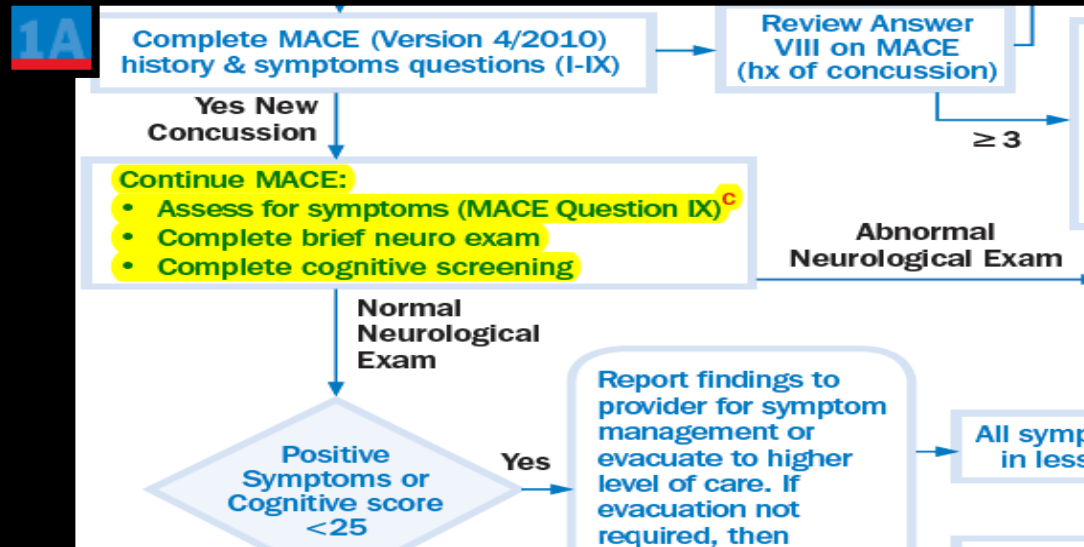 1A
Complete MACE (Version 4/2010)
history & symptoms questions (I-IX)
Review Answer
VIII on MACE
(hx of concussion)
Yes New
Concussion
≥ 3
Continue MACE:
• Assess for symptoms (MACE Question IX)C
• Complete brief neuro exam
• Complete cognitive screening
Abnormal
Neurological Exam
Normal
Neurological
Exam
Positive
Symptoms or
Cognitive score
<25
Yes
Report findings to
provider for symptom
management or
evacuate to higher
level of care. If
evacuation not
required, then
All
in